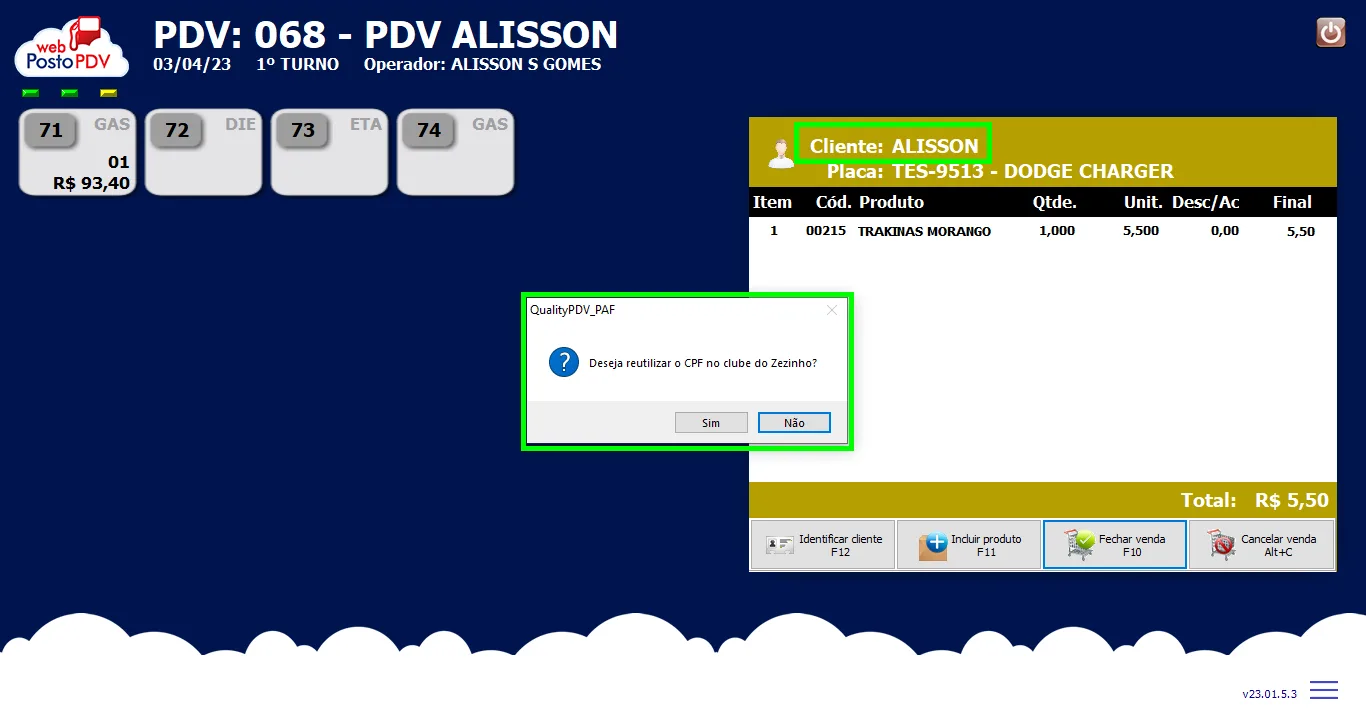 web
PostoPDV
PDV: 068 - PDV ALISSON
03/04/23 1º TURNO Operador: ALISSON S GOMES
71 GAS
01
R$ 93,40
72 DIE
73 ETA
74 GAS
Cliente: ALISSON
Placa: TES-9513 - DODGE CHARGER
Item Cód. Produto Qtde. Unit. Desc/Ac Final
1 00215 TRAKINAS MORANGO 1,000 5,500 0,00 5,50
QualityPDV_PAF
? Deseja reutilizar o CPF no clube do Zezinho?
Sim Não
Total: R$ 5,50
Identificar cliente
F12
Incluir produto
F11
Fechar venda
F10
Cancelar venda
Alt+C
v23.01.5.3